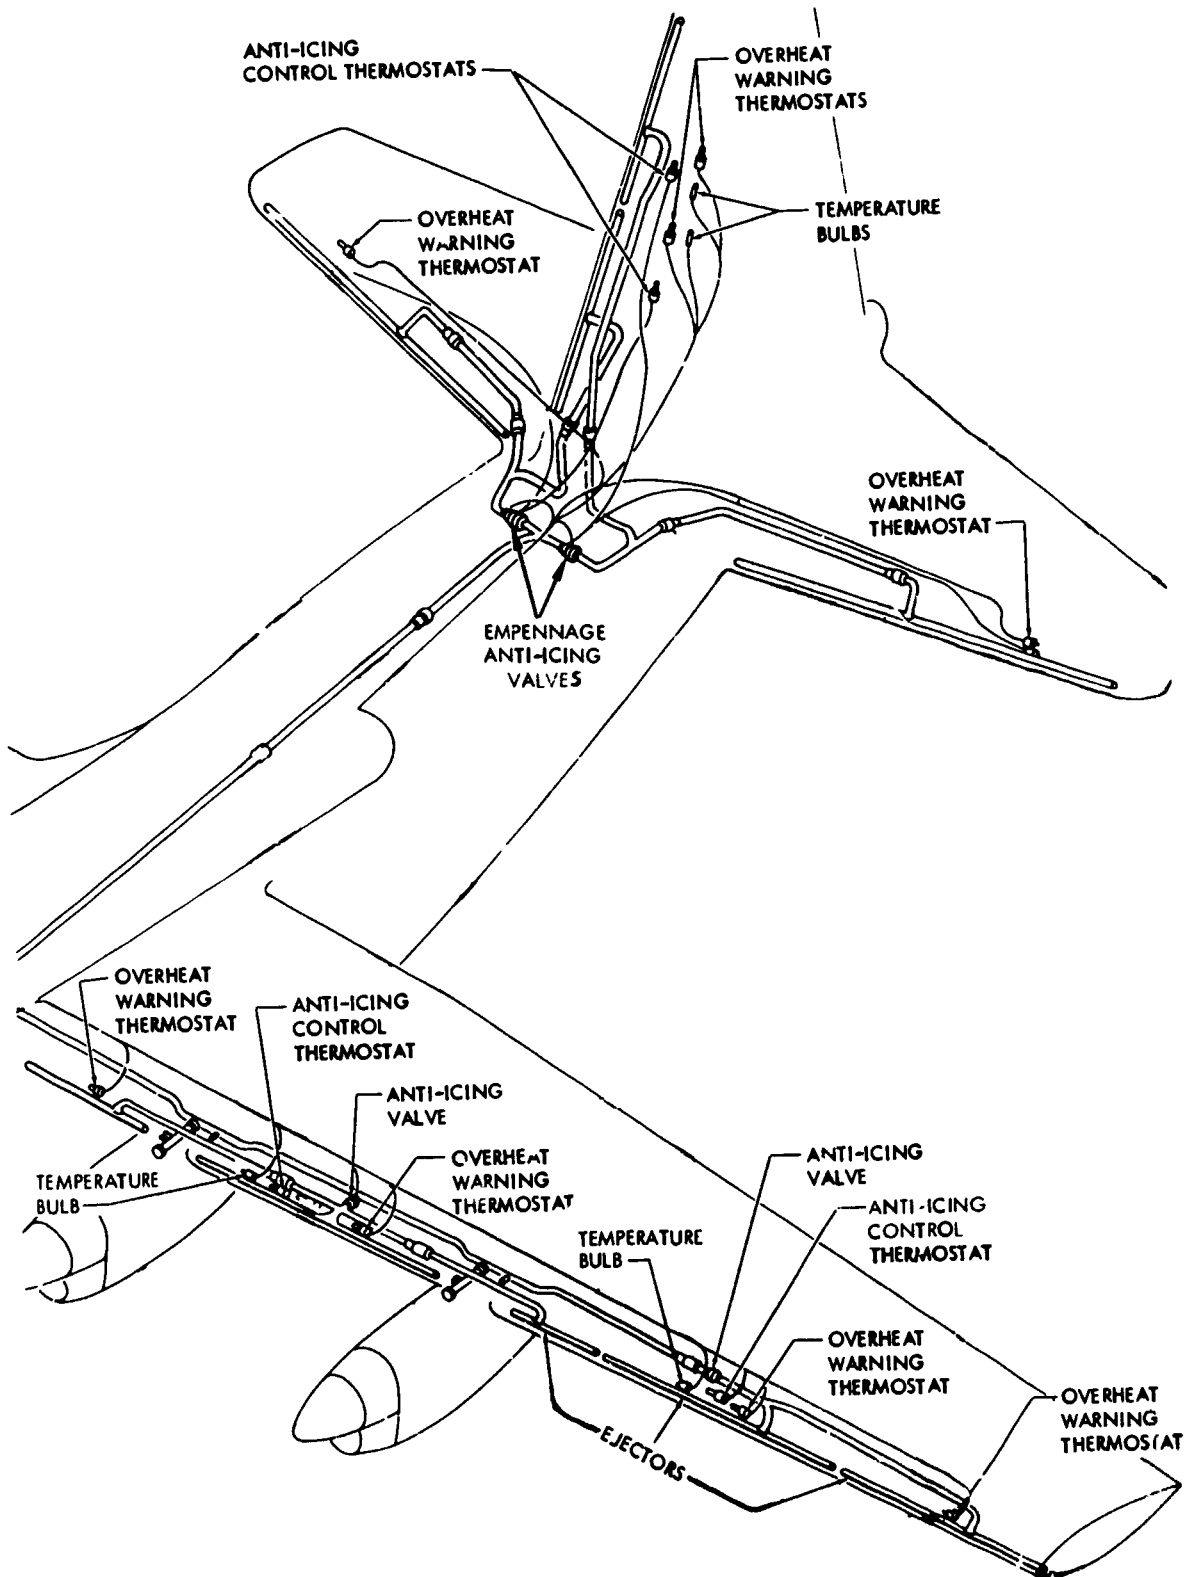 ANTI-ICING
CONTROL THERMOSTATS
OVERHEAT
WARNING
THERMOSTATS
OVERHEAT
WARNING
THERMOSTAT
TEMPERATURE
BULBS
OVERHEAT
WARNING
THERMOSTAT
EMPENNAGE
ANTI-ICING
VALVES
OVERHEAT
WARNING
THERMOSTAT
ANTI-ICING
CONTROL
THERMOSTAT
ANTI-ICING
VALVE
OVERHEAT
WARNING
THERMOSTAT
TEMPERATURE
BULB
ANTI-ICING
VALVE
ANTI-ICING
CONTROL
THERMOSTAT
TEMPERATURE
BULB
OVERHEAT
WARNING
THERMOSTAT
OVERHEAT
WARNING
THERMOSTAT
EJECTORS